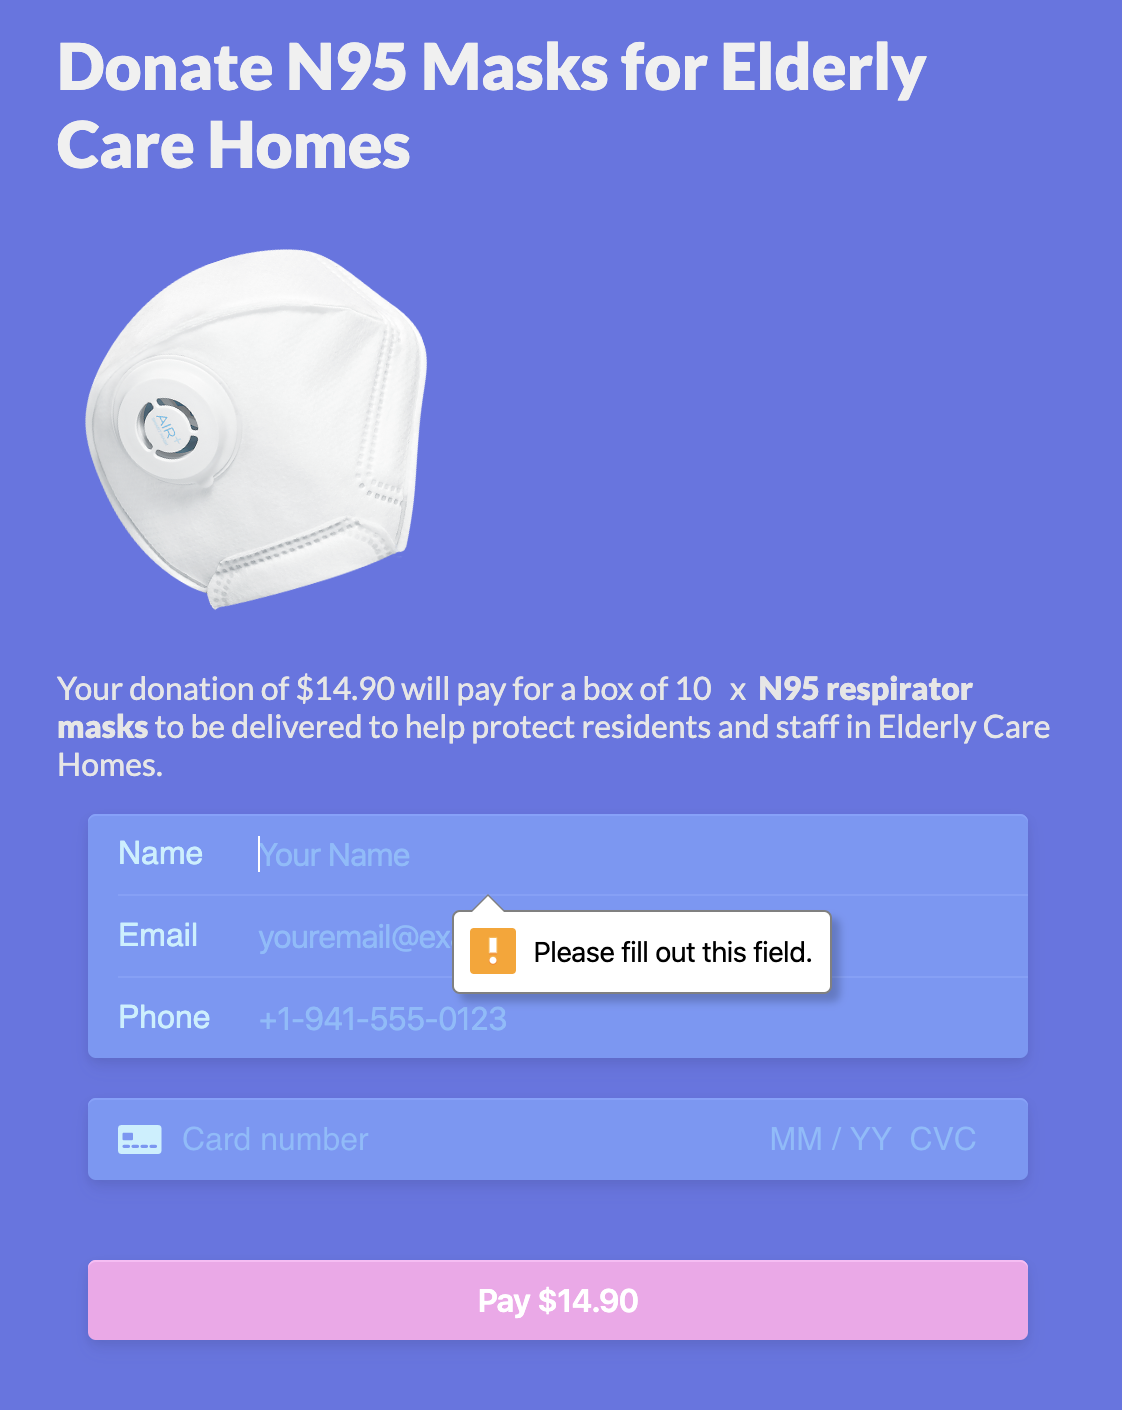 Donate N95 Masks for Elderly
Care Homes
AIR+
Your donation of $14.90 will pay for a box of 10 x N95 respirator
masks to be delivered to help protect residents and staff in Elderly Care
Homes.
Name Your Name
Email youremail@ex
Please fill out this field.
Phone +1-941-555-0123
Card number MM / YY CVC
Pay $14.90